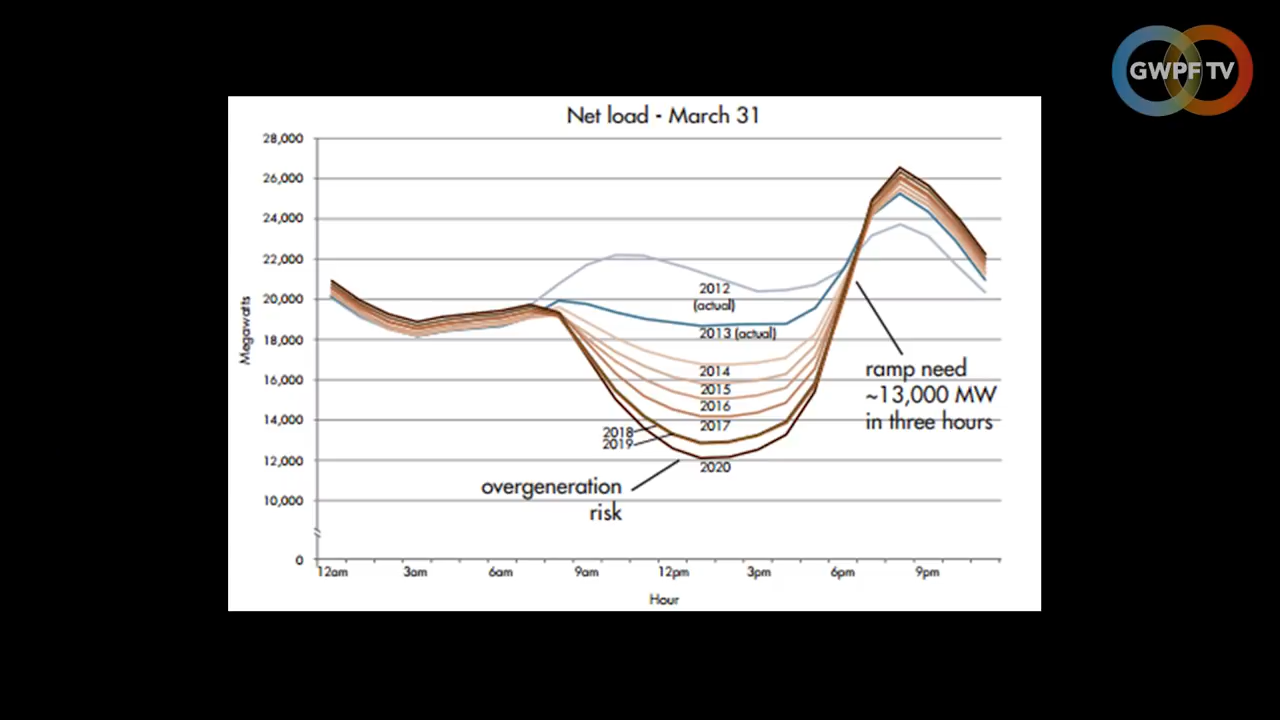 GWPF TV
Net load - March 31
28,000
26,000
24,000
22,000
20,000
18,000
16,000
14,000
12,000
10,000
0
Megawatts
2012
(actual)
2013 (actual)
2014
2015
2016
2017
2018
2019
2020
ramp need
~13,000 MW
in three hours
overgeneration
risk
12am 3am 6am 9am 12pm 3pm 6pm 9pm
Hour